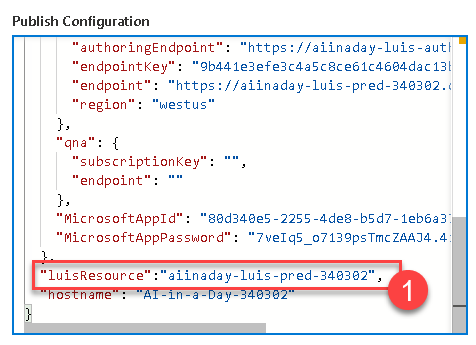 Publish Configuration
"authoringEndpoint": "https://aiinaday-luis-auth
"endpointKey": "9b441e3efe3c4a5c8ce61c4604dac13b
"endpoint": "https://aiinaday-luis-pred-340302.c
"region": "westus"
},
"qna": {
"subscriptionKey": "",
"endpoint": ""
},
"MicrosoftAppId": "80d340e5-2255-4de8-b5d7-1eb6a37
"MicrosoftAppPassword": "7veIq5_o7139psTmcZAAJ4.4z
},
"luisResource":"aiinaday-luis-pred-340302",
1
"hostname": "AI-in-a-Day-340302"
}